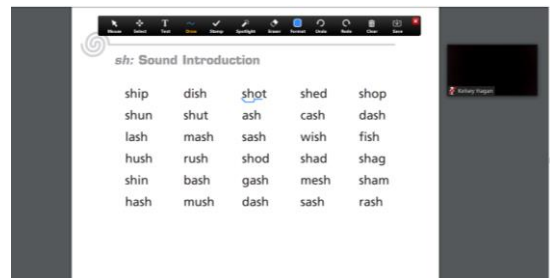 Mouse Select Text Draw Stamp Spotlight Eraser Format Undo Redo Clear Save
sh: Sound Introduction
ship dish shot shed shop
shun shut ash cash dash
lash mash sash wish fish
hush rush shod shad shag
shin bash gash mesh sham
hash mush dash sash rash
Kelsey Hagan